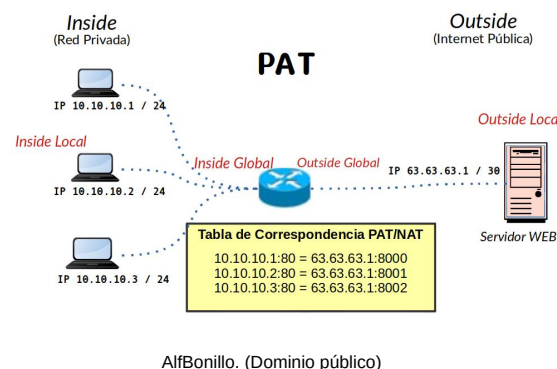 Inside
(Red Privada)
Outside
(Internet Pública)
PAT
IP 10.10.10.1 / 24
Inside Local
Outside Local
Inside Global
Outside Global
IP 63.63.63.1 / 30
IP 10.10.10.2 / 24
Servidor WEB
Tabla de Correspondencia PAT/NAT
10.10.10.1:80 = 63.63.63.1:8000
10.10.10.2:80 = 63.63.63.1:8001
10.10.10.3:80 = 63.63.63.1:8002
IP 10.10.10.3 / 24
AlfBonillo. (Dominio público)